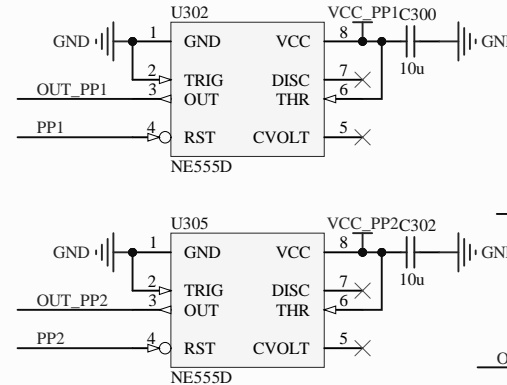 U302 VCC_PP1 C300
GND 1 GND VCC 8 GND
2 TRIG DISC 7 10u
OUT_PP1 3 OUT THR 6
PP1 4 RST CVOLT 5
NE555D
U305 VCC_PP2 C302
GND 1 GND VCC 8 GND
2 TRIG DISC 7 10u
OUT_PP2 3 OUT THR 6
PP2 4 RST CVOLT 5
O
NE555D